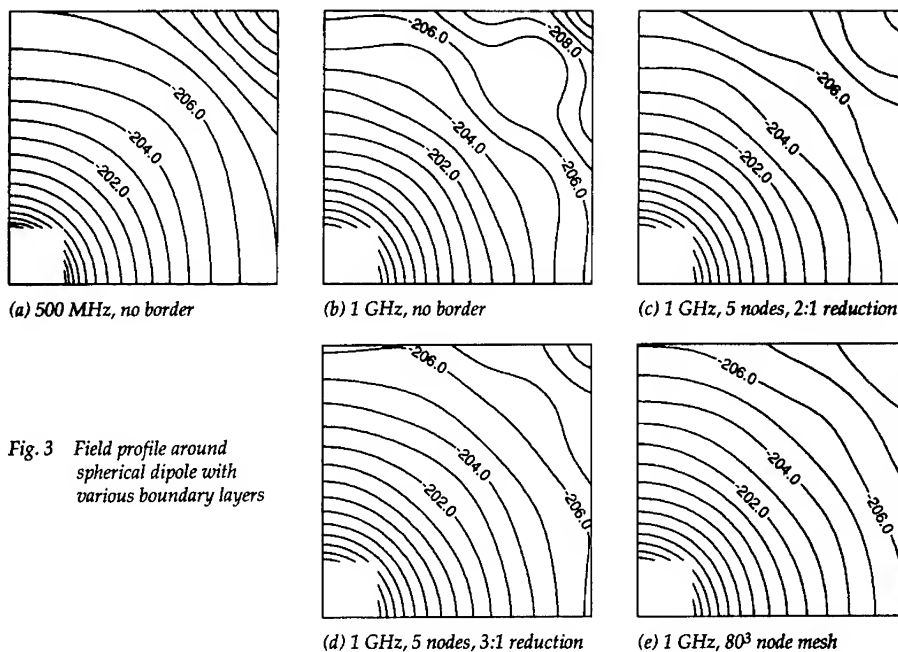 -206.0
-204.0
-202.0
(a) 500 MHz, no border
-206.0
-208.0
-204.0
-202.0
-206.0
(b) 1 GHz, no border
-206.0
-204.0
-202.0
(c) 1 GHz, 5 nodes, 2:1 reduction
Fig. 3 Field profile around
spherical dipole with
various boundary layers
-206.0
-204.0
-202.0
-206.0
(d) 1 GHz, 5 nodes, 3:1 reduction
-206.0
-204.0
-202.0
-206.0
(e) 1 GHz, 80³ node mesh